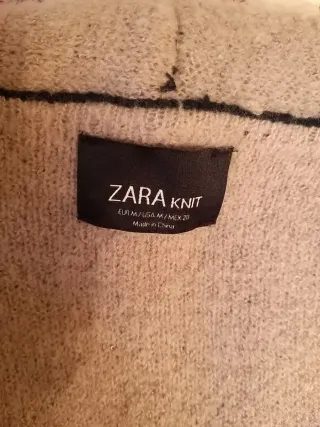 ZARA KNIT
EUR M / USA M / MEX 28
Made in China